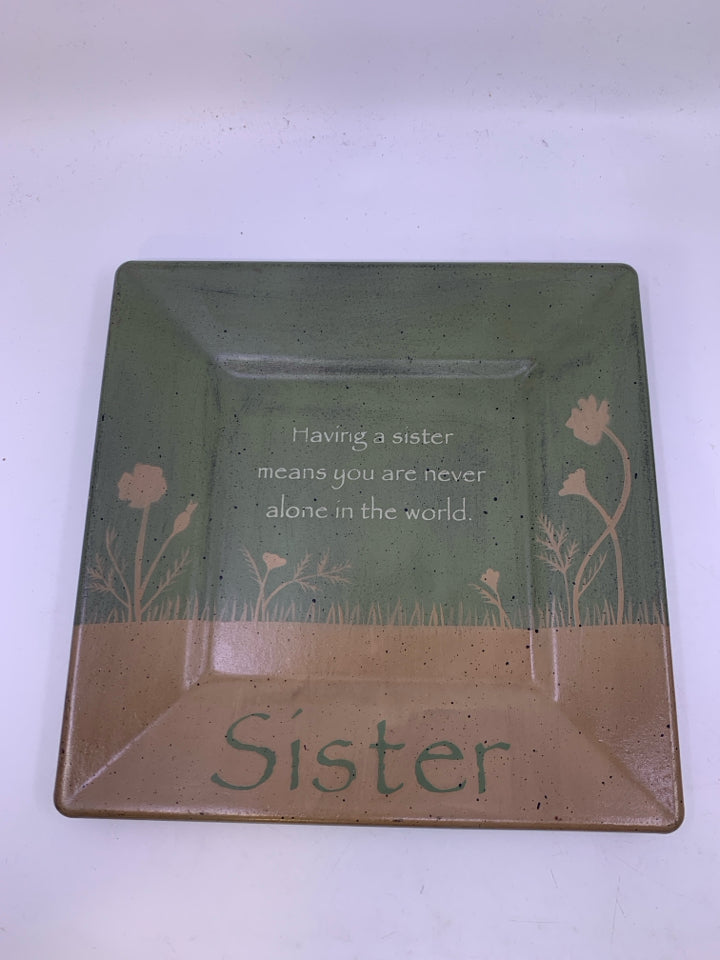 Having a sister
means you are never
alone in the world.
Sister